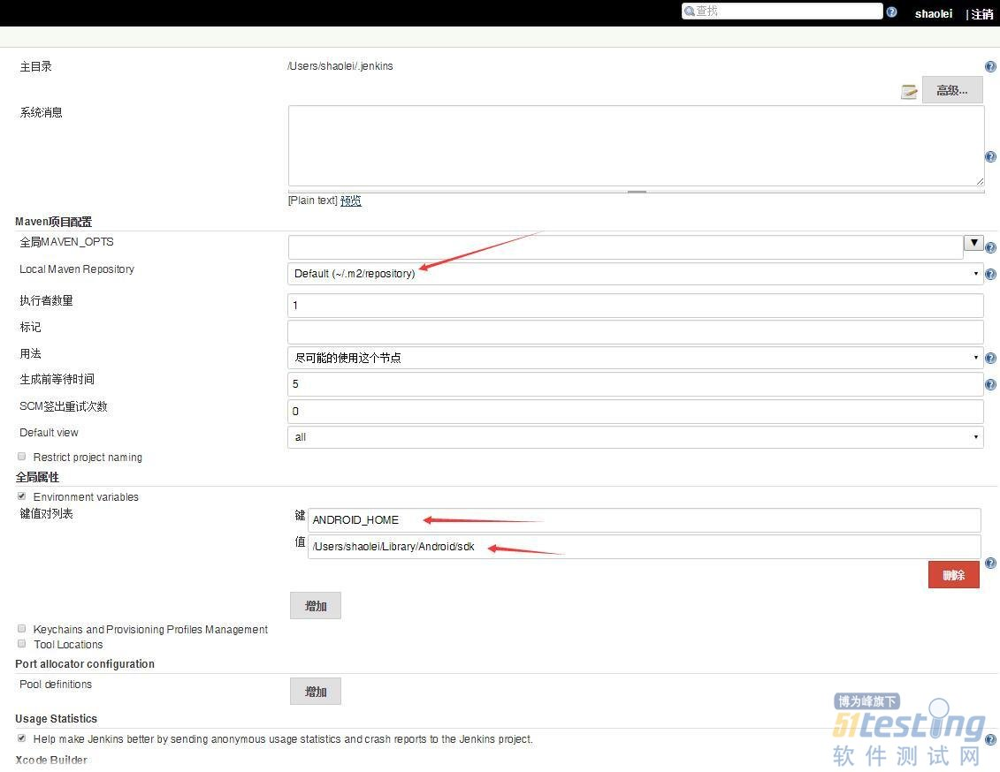 查找
shaolei | 注销
主目录 /Users/shaolei/.jenkins
高级...
系统消息
[Plain text] 预览
Maven项目配置
全局MAVEN_OPTS
Local Maven Repository Default (~/.m2/repository)
执行者数量 1
标记
用法 尽可能的使用这个节点
生成前等待时间 5
SCM签出重试次数 0
Default view all
Restrict project naming
全局属性
Environment variables
键值对列表 键 ANDROID_HOME
值 /Users/shaolei/Library/Android/sdk
删除
增加
Keychains and Provisioning Profiles Management
Tool Locations
Port allocator configuration
Pool definitions 增加
Usage Statistics
Help make Jenkins better by sending anonymous usage statistics and crash reports to the Jenkins project.
Xcode Builder
博为峰旗下
51testing
软件测试网